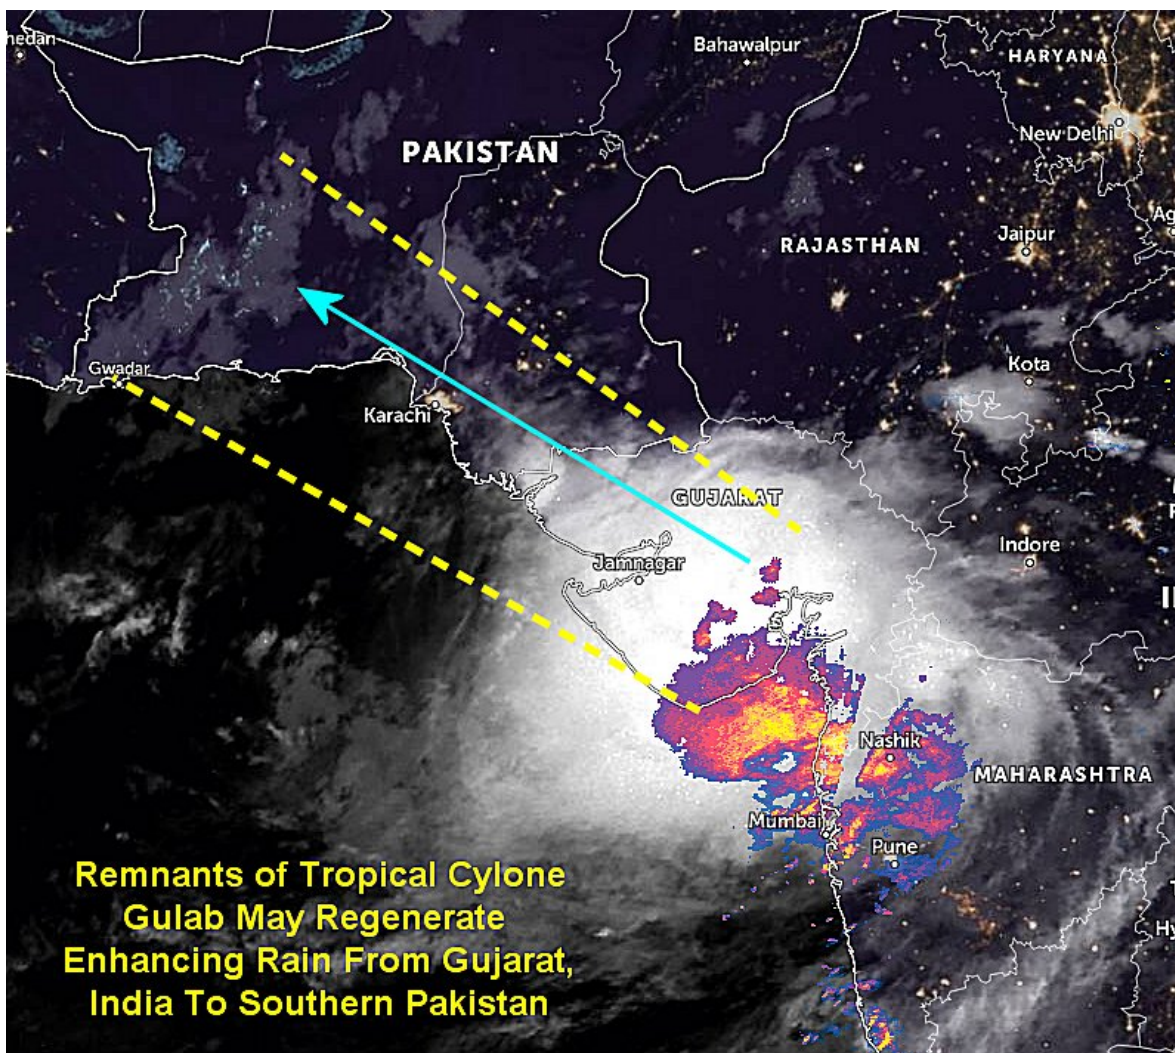 hedan
Bahawalpur
HARYANA
New Delhi
PAKISTAN
Ag
RAJASTHAN
Jaipur
Gwadar
Kota
Karachi
GUJARAT
Indore
Jamnagar
Nashik
MAHARASHTRA
Mumbai
Pune
Hy
Remnants of Tropical Cylone
Gulab May Regenerate
Enhancing Rain From Gujarat,
India To Southern Pakistan